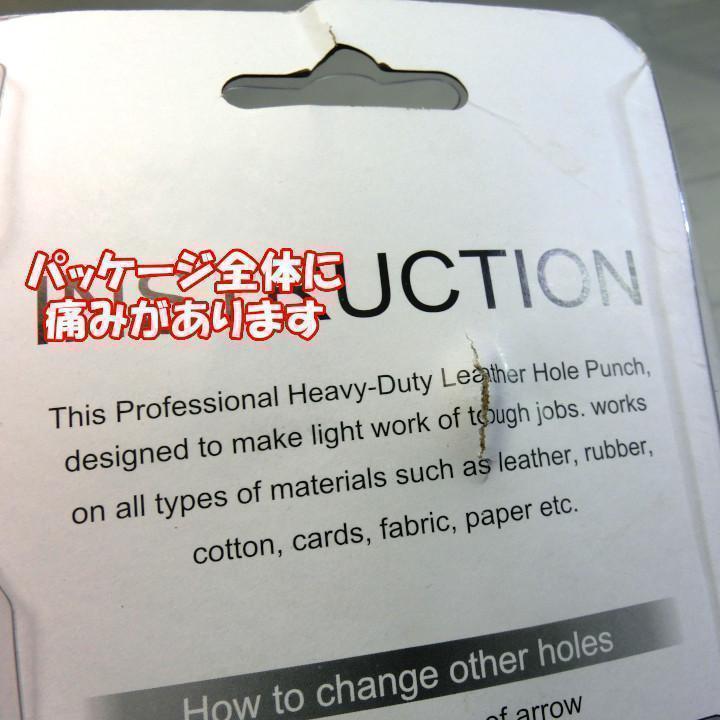 パッケージ全体に
痛みがあります
INSTRUCTION
This Professional Heavy-Duty Leather Hole Punch,
designed to make light work of tough jobs. works
on all types of materials such as leather, rubber,
cotton, cards, fabric, paper etc.
How to change other holes
of arrow